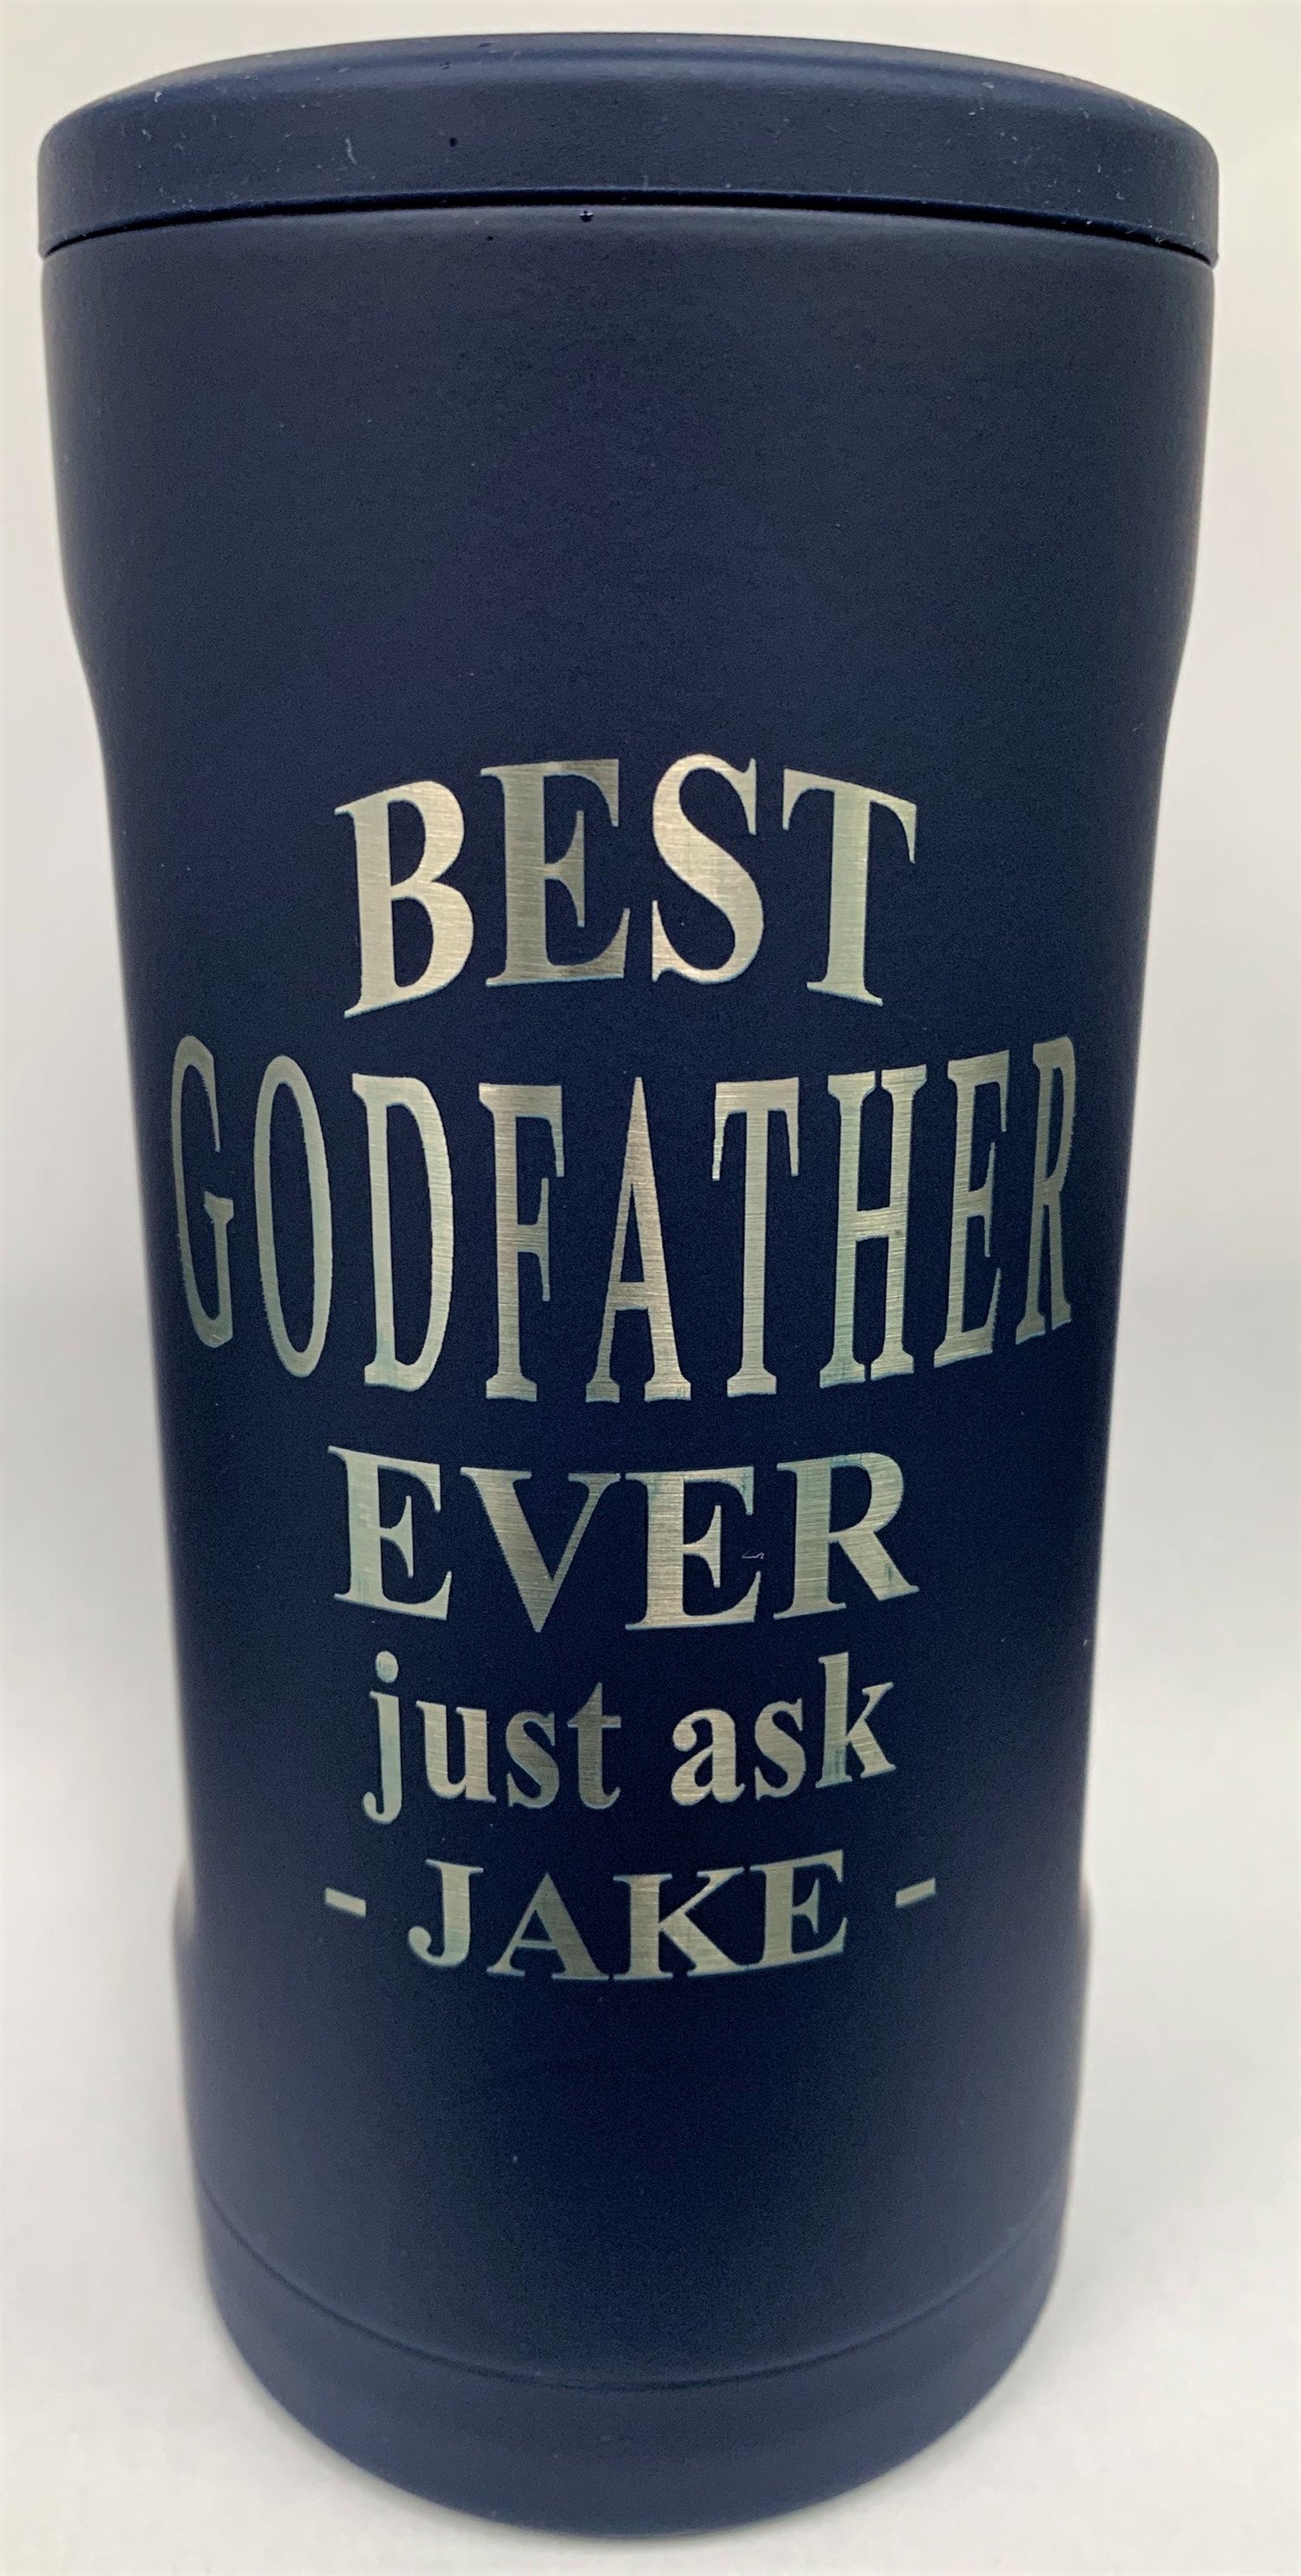 BEST
GODFATHER
EVER
just ask
- JAKE -